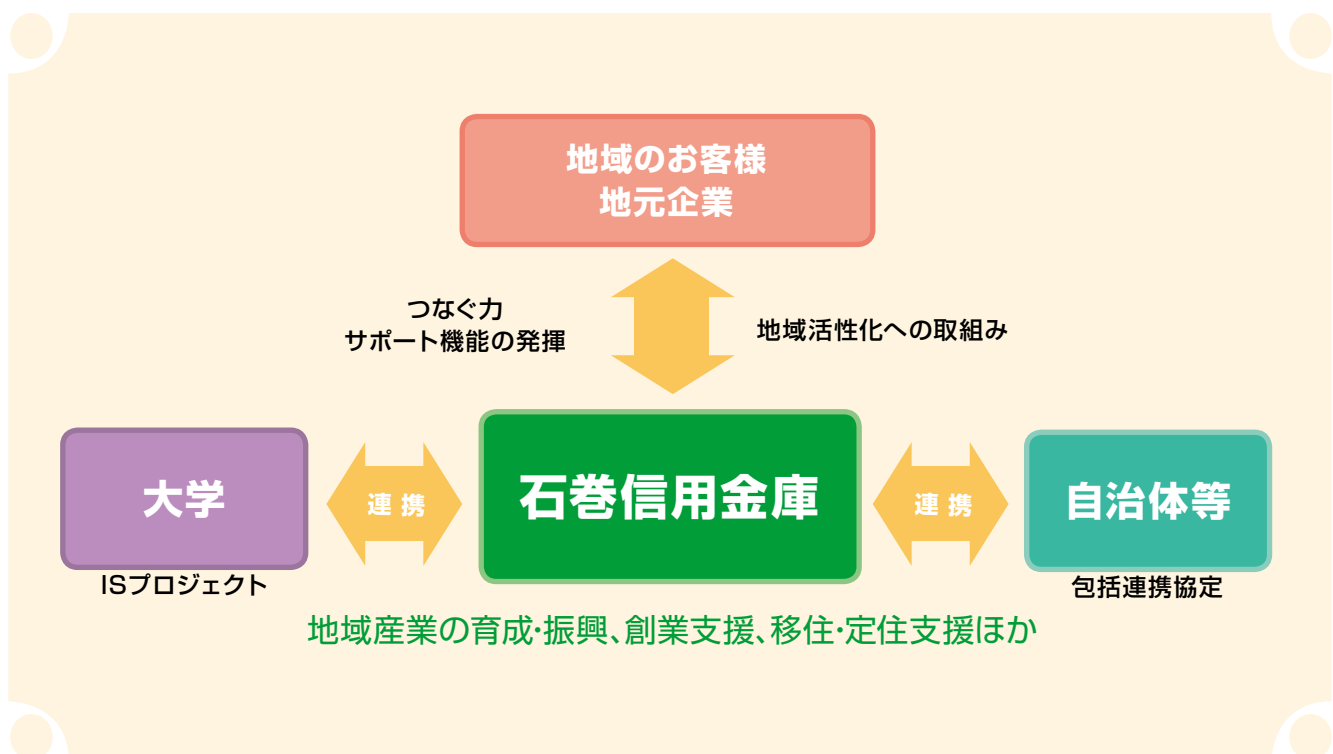 地域のお客様
地元企業
つなぐ力
サポート機能の発揮
地域活性化への取組み
大学
連携
石巻信用金庫
連携
自治体等
ISプロジェクト
包括連携協定
地域産業の育成・振興、創業支援、移住・定住支援ほか